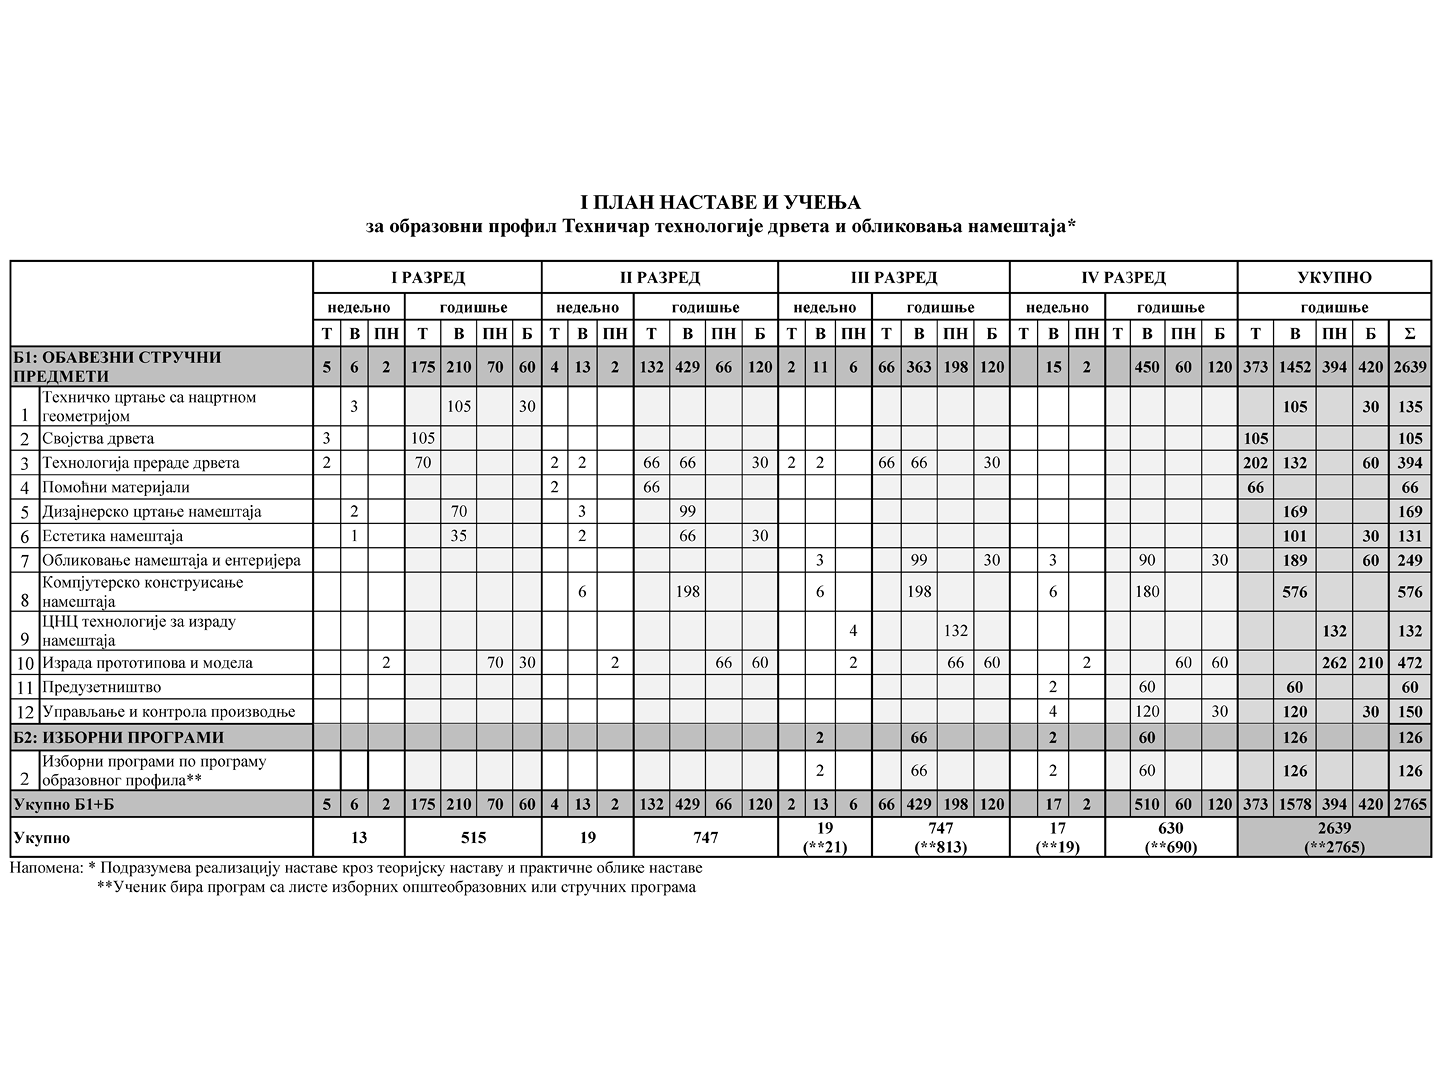 I ПЛАН НАСТАВЕ И УЧЕЊА
за образовни профил Техничар технологије дрвета и обликовања намештаја*
I РАЗРЕД II РАЗРЕД III РАЗРЕД IV РАЗРЕД УКУПНО
недељно годишње недељно годишње недељно годишње недељно годишње годишње
Т В ПН Т В ПН Б Т В ПН Т В ПН Б Т В ПН Т В ПН Б Т В ПН Т В ПН Б Т В ПН Б Σ
Б1: ОБАВЕЗНИ СТРУЧНИ
ПРЕДМЕТИ 5 6 2 175 210 70 60 4 13 2 132 429 66 120 2 11 6 66 363 198 120 15 2 450 60 120 373 1452 394 420 2639
Техничко цртање са нацртном
1 геометријом 3 105 30 105 30 135
2 Својства дрвета 3 105 105 105
3 Технологија прераде дрвета 2 70 2 2 66 66 30 2 2 66 66 30 202 132 60 394
4 Помоћни материјали 2 66 66 66
5 Дизајнерско цртање намештаја 2 70 3 99 169 169
6 Естетика намештаја 1 35 2 66 30 101 30 131
7 Обликовање намештаја и ентеријера 3 99 30 3 90 30 189 60 249
Компјутерско конструисање
8 намештаја 6 198 6 198 6 180 576 576
ЦНЦ технологије за израду
9 намештаја 4 132 132 132
10 Израда прототипова и модела 2 70 30 2 66 60 2 66 60 2 60 60 262 210 472
11 Предузетништво 2 60 60 60
12 Управљање и контрола производње 4 120 30 120 30 150
Б2: ИЗБОРНИ ПРОГРАМИ 2 66 2 60 126 126
Изборни програми по програму
2 образовног профила** 2 66 2 60 126 126
Укупно Б1+Б 5 6 2 175 210 70 60 4 13 2 132 429 66 120 2 13 6 66 429 198 120 17 2 510 60 120 373 1578 394 420 2765
Укупно 13 515 19 747 19 747 17 630 2639
(**21) (**813) (**19) (**690) (**2765)
Напомена: * Подразумева реализацију наставе кроз теоријску наставу и практичне облике наставе
**Ученик бира програм са листе изборних општеобразовних или стручних програма